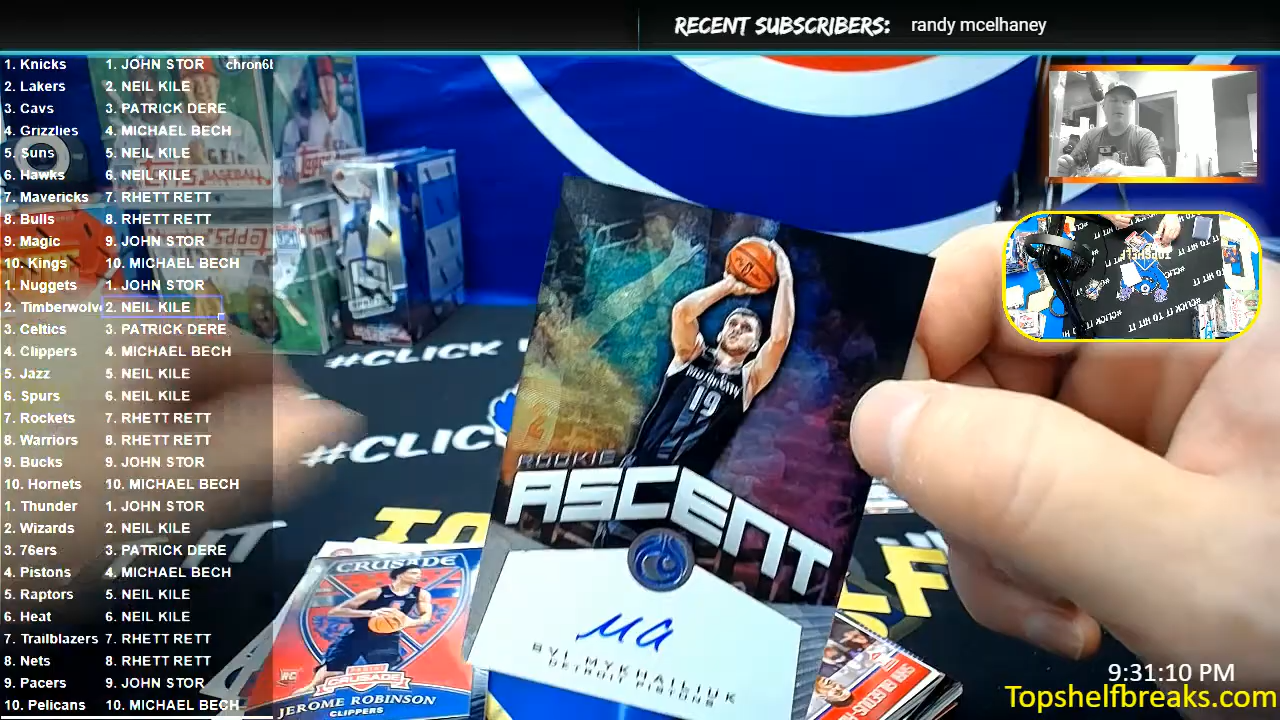 RECENT SUBSCRIBERS: randy mcelhaney
1. Knicks 1. JOHN STOR chron6b
2. Lakers 2. NEIL KILE
3. Cavs 3. PATRICK DERE
4. Grizzlies 4. MICHAEL BECH
5. Suns 5. NEIL KILE
6. Hawks 6. NEIL KILE
7. Mavericks 7. RHETT RETT
8. Bulls 8. RHETT RETT
9. Magic 9. JOHN STOR
10. Kings 10. MICHAEL BECH
1. Nuggets 1. JOHN STOR
2. Timberwolv 2. NEIL KILE
3. Celtics 3. PATRICK DERE
4. Clippers 4. MICHAEL BECH
5. Jazz 5. NEIL KILE
6. Spurs 6. NEIL KILE
7. Rockets 7. RHETT RETT
8. Warriors 8. RHETT RETT
9. Bucks 9. JOHN STOR
10. Hornets 10. MICHAEL BECH
1. Thunder 1. JOHN STOR
2. Wizards 2. NEIL KILE
3. 76ers 3. PATRICK DERE
4. Pistons 4. MICHAEL BECH
5. Raptors 5. NEIL KILE
6. Heat 6. NEIL KILE
7. Trailblazers 7. RHETT RETT
8. Nets 8. RHETT RETT
9. Pacers 9. JOHN STOR
10. Pelicans 10. MICHAEL BECH
#CLICK
#CLIC
MOTOR CITY
19
ROOKIE
ASCENT
SVI MYKHAILIUK
DETROIT PISTONS
CRUSADE
RC
PANINI
CRUSADE
JEROME ROBINSON
CLIPPERS
9:31:10 PM
Topshelfbreaks.com